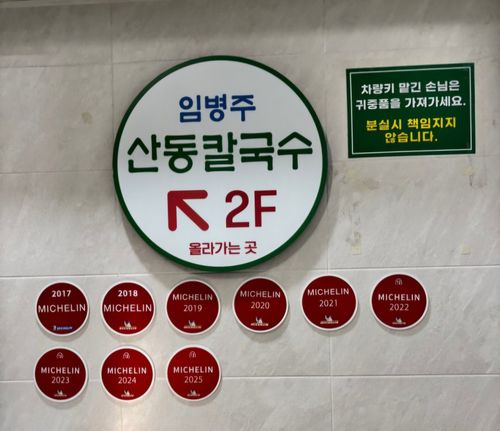 임병주
산동칼국수
2F
올라가는 곳
차량키 맡긴 손님은
귀중품을 가져가세요.
분실시 책임지지
않습니다.
2017
MICHELIN
2018
MICHELIN
MICHELIN
2019
MICHELIN
2020
MICHELIN
2021
MICHELIN
2022
MICHELIN
2023
MICHELIN
2024
MICHELIN
2025